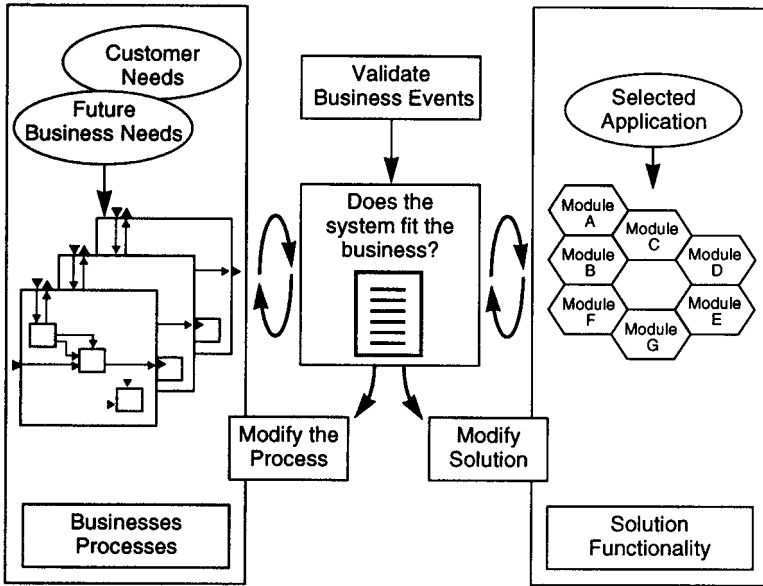 Customer
Needs
Future
Business Needs
Validate
Business Events
Does the
system fit the
business?
Modify the
Process
Modify
Solution
Businesses
Processes
Selected
Application
Module
A
Module
C
Module
B
Module
D
Module
F
Module
E
Module
G
Solution
Functionality